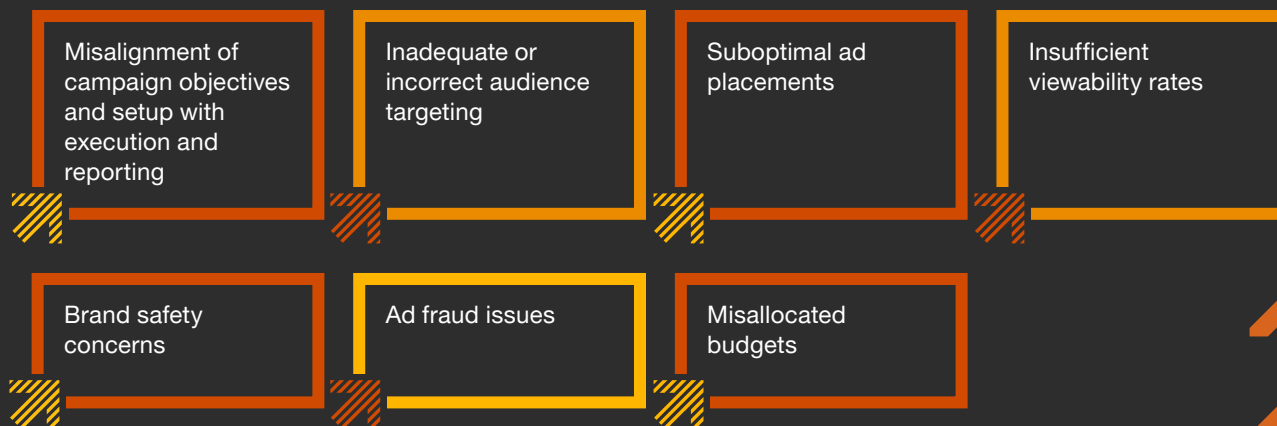 Misalignment of
campaign objectives
and setup with
execution and
reporting
Inadequate or
incorrect audience
targeting
Suboptimal ad
placements
Insufficient
viewability rates
Brand safety
concerns
Ad fraud issues
Misallocated
budgets